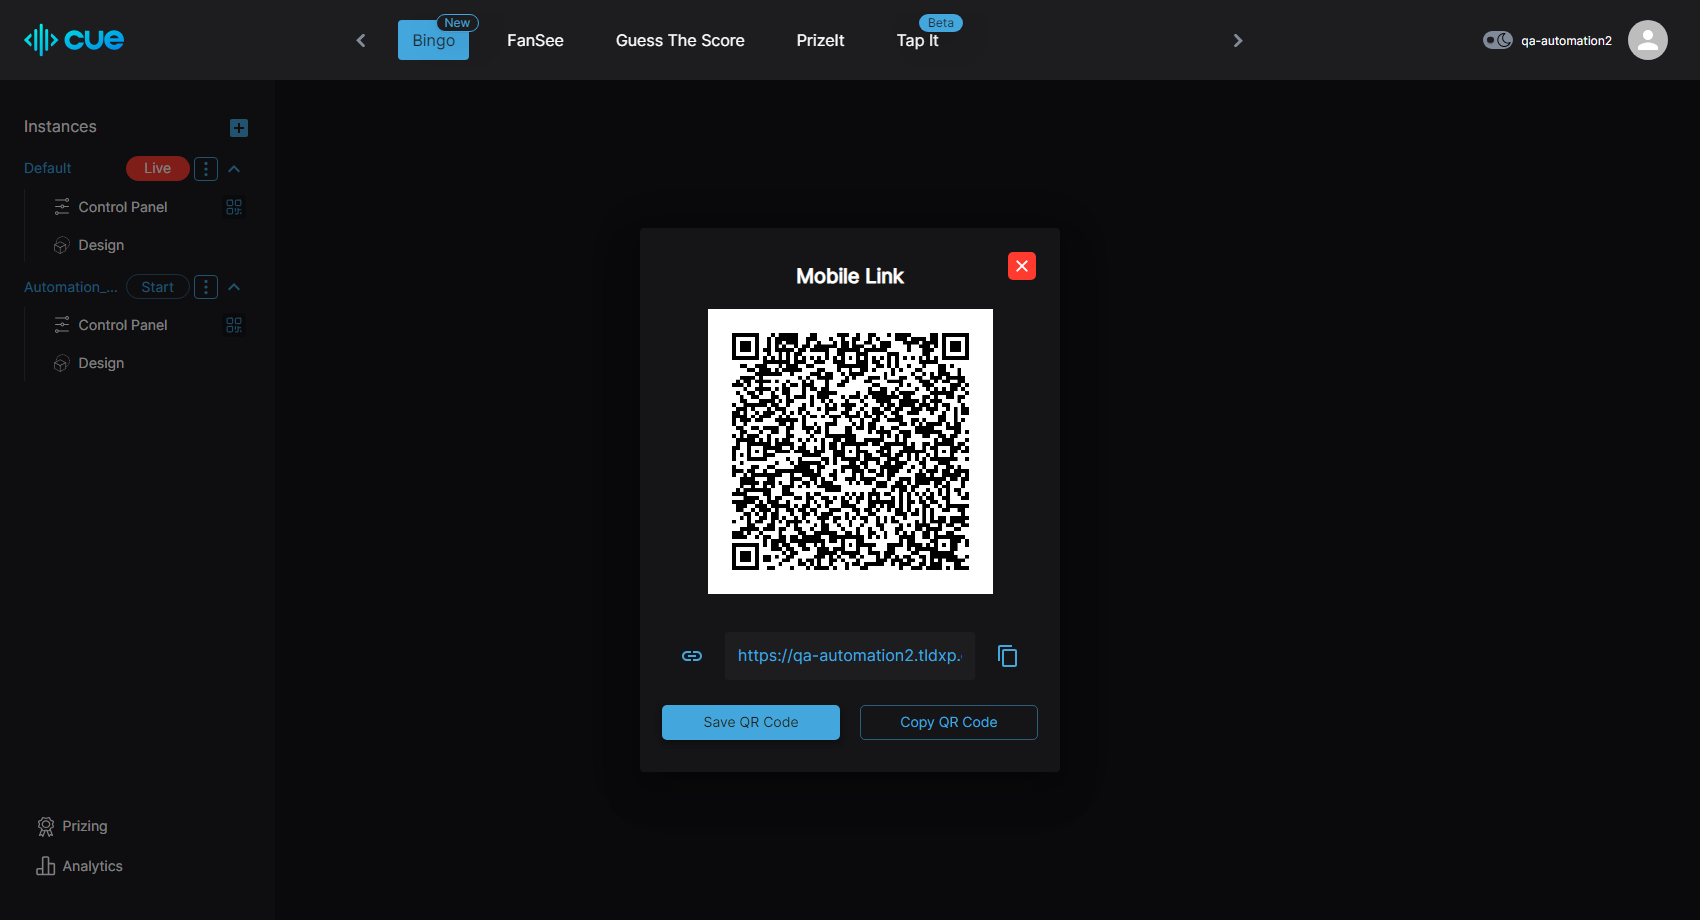 cue
New
Bingo
FanSee
Guess The Score
PrizeIt
Beta
Tap It
qa-automation2
Instances
Default
Live
Control Panel
Design
Automation_...
Start
Control Panel
Design
Prizing
Analytics
Mobile Link
https://qa-automation2.tldxp.
Save QR Code
Copy QR Code